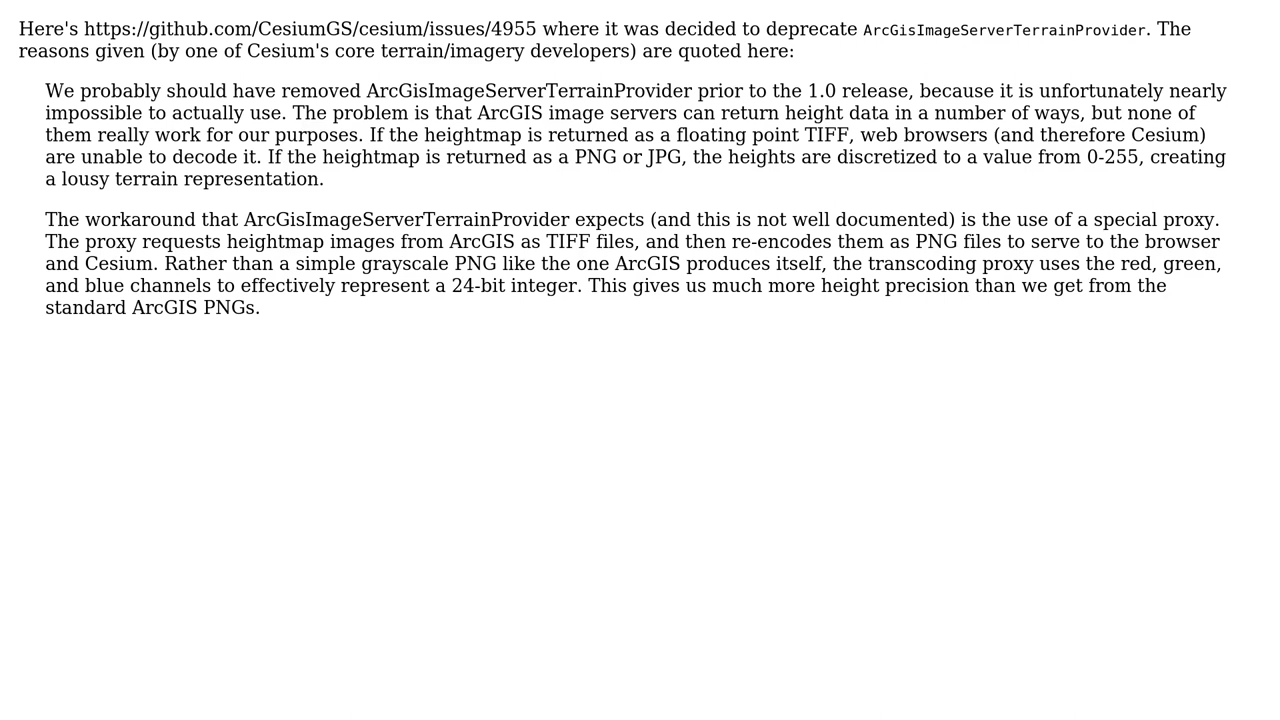 Here's https://github.com/CesiumGS/cesium/issues/4955 where it was decided to deprecate ArcGisImageServerTerrainProvider. The
reasons given (by one of Cesium's core terrain/imagery developers) are quoted here:
We probably should have removed ArcGisImageServerTerrainProvider prior to the 1.0 release, because it is unfortunately nearly
impossible to actually use. The problem is that ArcGIS image servers can return height data in a number of ways, but none of
them really work for our purposes. If the heightmap is returned as a floating point TIFF, web browsers (and therefore Cesium)
are unable to decode it. If the heightmap is returned as a PNG or JPG, the heights are discretized to a value from 0-255, creating
a lousy terrain representation.
The workaround that ArcGisImageServerTerrainProvider expects (and this is not well documented) is the use of a special proxy.
The proxy requests heightmap images from ArcGIS as TIFF files, and then re-encodes them as PNG files to serve to the browser
and Cesium. Rather than a simple grayscale PNG like the one ArcGIS produces itself, the transcoding proxy uses the red, green,
and blue channels to effectively represent a 24-bit integer. This gives us much more height precision than we get from the
standard ArcGIS PNGs.